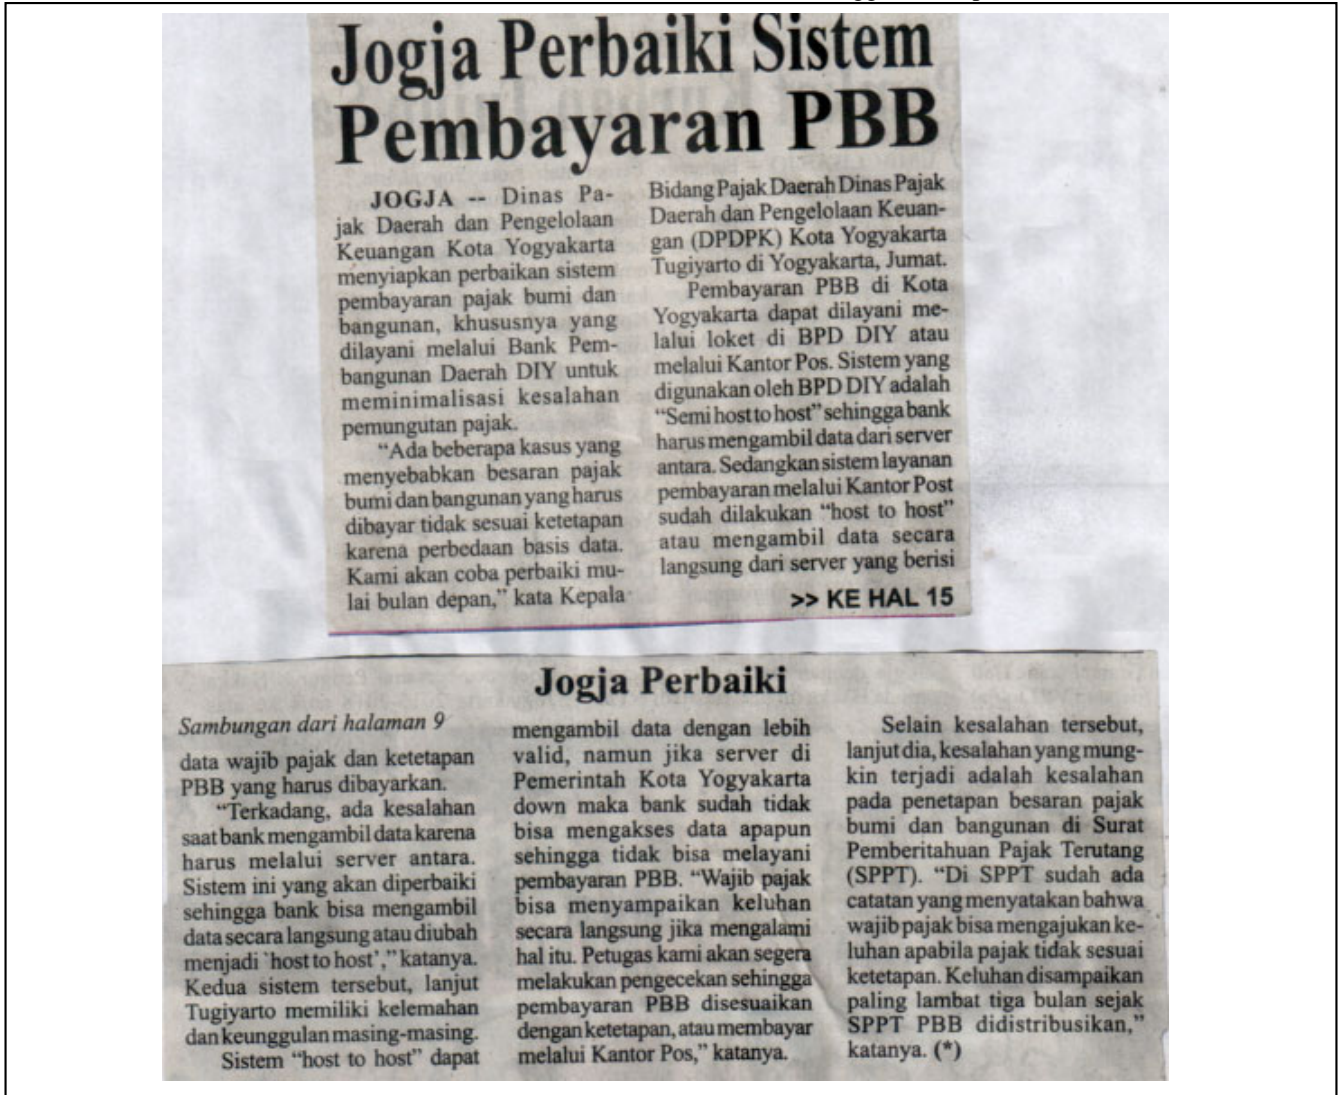 Jogja Perbaiki Sistem
Pembayaran PBB
JOGJA -- Dinas Pa-
jak Daerah dan Pengelolaan
Keuangan Kota Yogyakarta
menyiapkan perbaikan sistem
pembayaran pajak bumi dan
bangunan, khususnya yang
dilayani melalui Bank Pem-
bangunan Daerah DIY untuk
meminimalisasi kesalahan
pemungutan pajak.
"Ada beberapa kasus yang
menyebabkan besaran pajak
bumi dan bangunan yang harus
dibayar tidak sesuai ketetapan
karena perbedaan basis data.
Kami akan coba perbaiki mu-
lai bulan depan," kata Kepala
Bidang Pajak Daerah Dinas Pajak
Daerah dan Pengelolaan Keuan-
gan (DPDPK) Kota Yogyakarta
Tugiyarto di Yogyakarta, Jumat.
Pembayaran PBB di Kota
Yogyakarta dapat dilayani me-
lalui loket di BPD DIY atau
melalui Kantor Pos. Sistem yang
digunakan oleh BPD DIY adalah
"Semi host to host" sehingga bank
harus mengambil data dari server
antara. Sedangkan sistem layanan
pembayaran melalui Kantor Post
sudah dilakukan "host to host"
atau mengambil data secara
langsung dari server yang berisi
>> KE HAL 15
Jogja Perbaiki
Sambungan dari halaman 9
data wajib pajak dan ketetapan
PBB yang harus dibayarkan.
"Terkadang, ada kesalahan
saat bank mengambil data karena
harus melalui server antara.
Sistem ini yang akan diperbaiki
sehingga bank bisa mengambil
data secara langsung atau diubah
menjadi `host to host'," katanya.
Kedua sistem tersebut, lanjut
Tugiyarto memiliki kelemahan
dan keunggulan masing-masing.
Sistem "host to host" dapat
mengambil data dengan lebih
valid, namun jika server di
Pemerintah Kota Yogyakarta
down maka bank sudah tidak
bisa mengakses data apapun
sehingga tidak bisa melayani
pembayaran PBB. "Wajib pajak
bisa menyampaikan keluhan
secara langsung jika mengalami
hal itu. Petugas kami akan segera
melakukan pengecekan sehingga
pembayaran PBB disesuaikan
dengan ketetapan, atau membayar
melalui Kantor Pos," katanya.
Selain kesalahan tersebut,
lanjut dia, kesalahan yang mung-
kin terjadi adalah kesalahan
pada penetapan besaran pajak
bumi dan bangunan di Surat
Pemberitahuan Pajak Terutang
(SPPT). "Di SPPT sudah ada
catatan yang menyatakan bahwa
wajib pajak bisa mengajukan ke-
luhan apabila pajak tidak sesuai
ketetapan. Keluhan disampaikan
paling lambat tiga bulan sejak
SPPT PBB didistribusikan,"
katanya. (*)